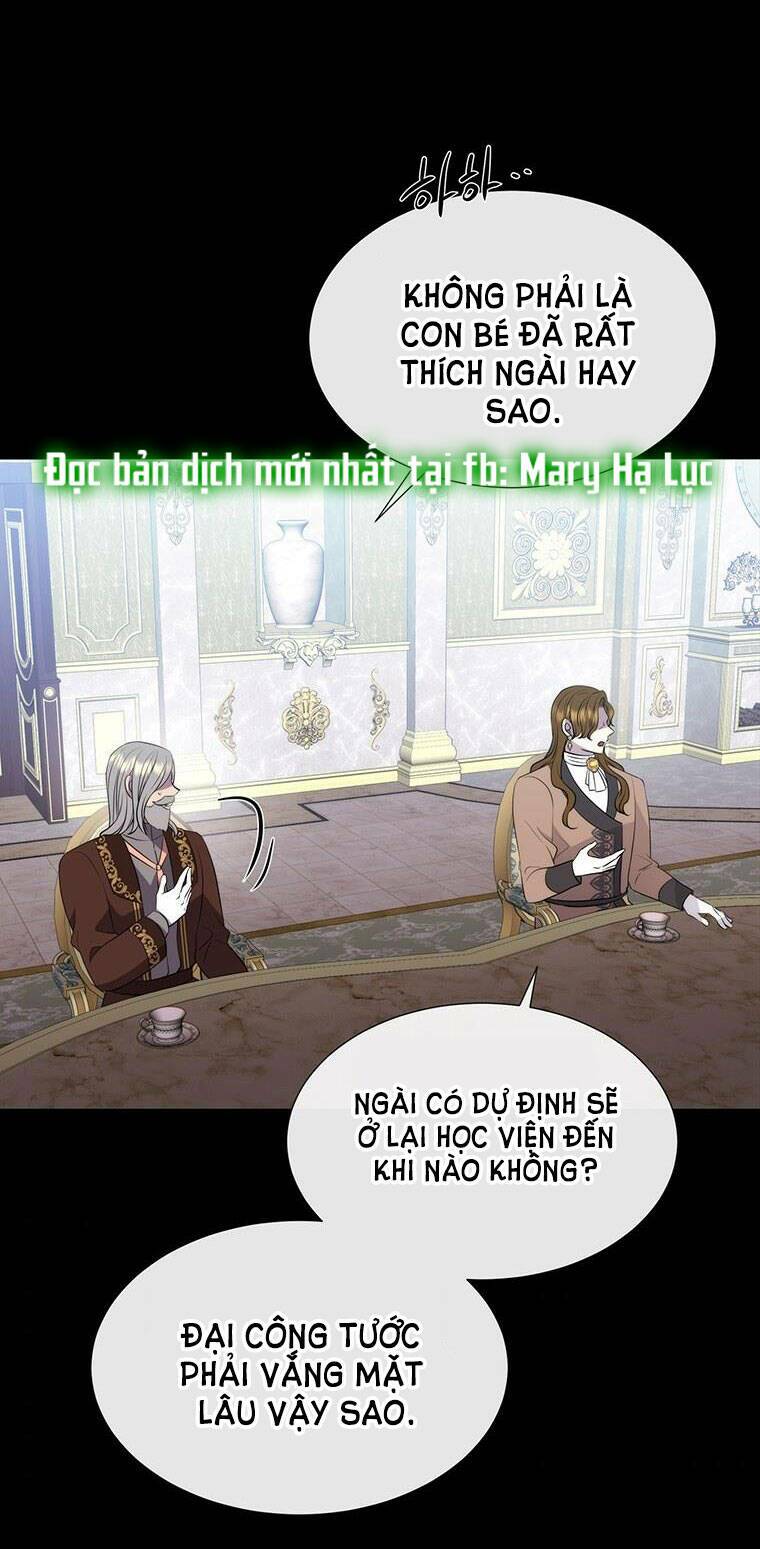 하하..
KHÔNG PHẢI LÀ
CON BÉ ĐÃ RẤT
THÍCH NGÀI HAY
SAO.
Đọc bản dịch mới nhất tại fb: Mary Hạ Lục
NGÀI CÓ DỰ ĐỊNH SẼ
Ở LẠI HỌC VIỆN ĐẾN
KHI NÀO KHÔNG?
ĐẠI CÔNG TƯỚC
PHẢI VẮNG MẶT
LÂU VẬY SAO.